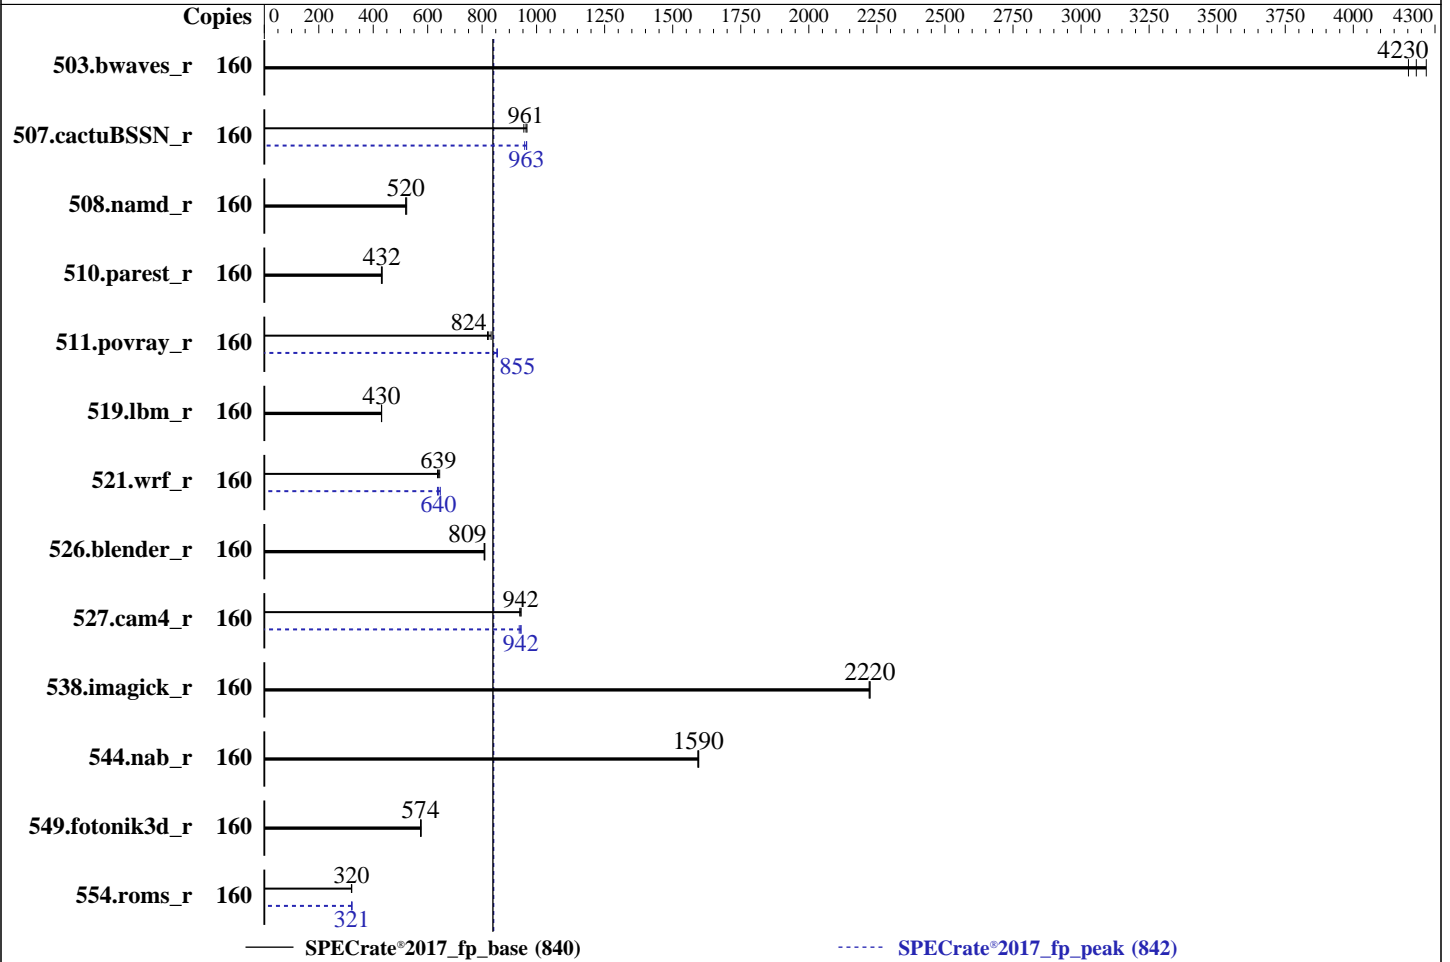 Copies 0 200 400 600 800 1000 1250 1500 1750 2000 2250 2500 2750 3000 3250 3500 3750 4000 4300
503.bwaves_r 160 4230
507.cactuBSSN_r 160 961
963
508.namd_r 160 520
510.parest_r 160 432
511.povray_r 160 824
855
519.lbm_r 160 430
521.wrf_r 160 639
640
526.blender_r 160 809
527.cam4_r 160 942
942
538.imagick_r 160 2220
544.nab_r 160 1590
549.fotonik3d_r 160 574
554.roms_r 160 320
321
SPECrate®2017_fp_base (840) SPECrate®2017_fp_peak (842)